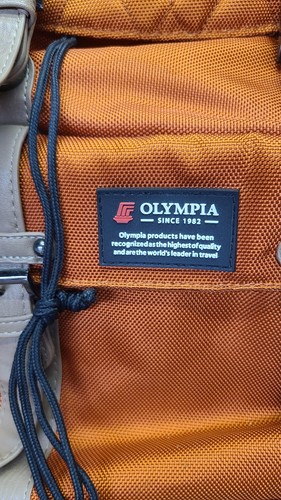 OLYMPIA
SINCE 1982
Olympia products have been
recognized as the highest of quality
and are the world's leader in travel